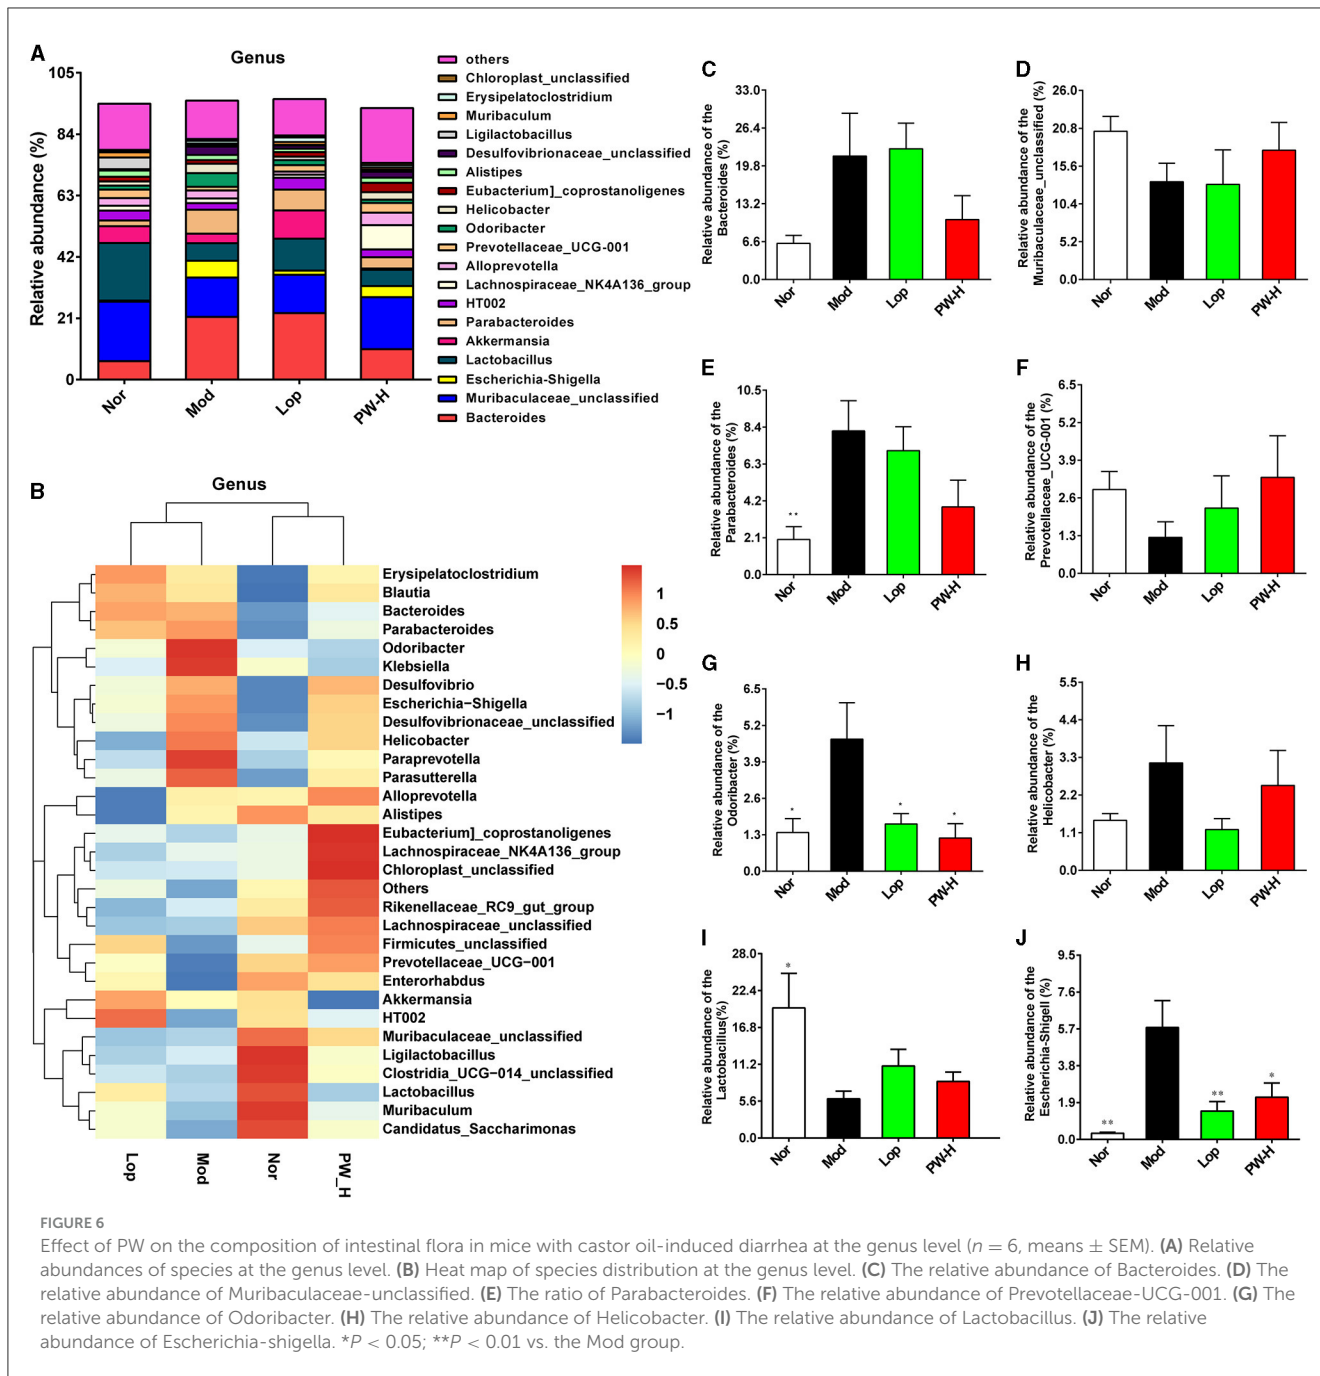 A
Genus
Relative abundance (%)
105
84
63
42
21
0
Nor
Mod
Lop
PW-H
others
Chloroplast_unclassified
Erysipelatoclostridium
Muribaculum
Ligilactobacillus
Desulfovibrionaceae_unclassified
Alistipes
Eubacterium]_coprostanoligenes
Helicobacter
Odoribacter
Prevotellaceae_UCG-001
Alloprevotella
Lachnospiraceae_NK4A136_group
HT002
Parabacteroides
Akkermansia
Lactobacillus
Escherichia-Shigella
Muribaculaceae_unclassified
Bacteroides
B
Genus
Erysipelatoclostridium
Blautia
Bacteroides
Parabacteroides
Odoribacter
Klebsiella
Desulfovibrio
Escherichia−Shigella
Desulfovibrionaceae_unclassified
Helicobacter
Paraprevotella
Parasutterella
Alloprevotella
Alistipes
Eubacterium]_coprostanoligenes
Lachnospiraceae_NK4A136_group
Chloroplast_unclassified
Others
Rikenellaceae_RC9_gut_group
Lachnospiraceae_unclassified
Firmicutes_unclassified
Prevotellaceae_UCG−001
Enterorhabdus
Akkermansia
HT002
Muribaculaceae_unclassified
Ligilactobacillus
Clostridia_UCG−014_unclassified
Lactobacillus
Muribaculum
Candidatus_Saccharimonas
1
0.5
0
−0.5
−1
Lop
Mod
Nor
PW_H
C
Relative abundance of the
Bacteroides (%)
33.0
26.4
19.8
13.2
6.6
0.0
Nor
Mod
Lop
PW-H
D
Relative abundance of the
Muribaculaceae_unclassified (%)
26.0
20.8
15.6
10.4
5.2
0.0
Nor
Mod
Lop
PW-H
E
Relative abundance of the
Parabacteroides (%)
10.5
8.4
6.3
4.2
2.1
0.0
**
Nor
Mod
Lop
PW-H
F
Relative abundance of the
Prevotellaceae_UCG-001 (%)
6.5
5.2
3.9
2.6
1.3
0.0
Nor
Mod
Lop
PW-H
G
Relative abundance of the
Odoribacter (%)
6.5
5.2
3.9
2.6
1.3
0.0
*
*
*
Nor
Mod
Lop
PW-H
H
Relative abundance of the
Helicobacter (%)
5.5
4.4
3.3
2.2
1.1
0.0
Nor
Mod
Lop
PW-H
I
Relative abundance of the
Lactobacillus(%)
28.0
22.4
16.8
11.2
5.6
0.0
*
Nor
Mod
Lop
PW-H
J
Relative abundance of the
Escherichia-Shigell (%)
9.5
7.6
5.7
3.8
1.9
0.0
**
**
*
Nor
Mod
Lop
PW-H
FIGURE 6
Effect of PW on the composition of intestinal flora in mice with castor oil-induced diarrhea at the genus level (n = 6, means ± SEM). (A) Relative
abundances of species at the genus level. (B) Heat map of species distribution at the genus level. (C) The relative abundance of Bacteroides. (D) The
relative abundance of Muribaculaceae-unclassified. (E) The ratio of Parabacteroides. (F) The relative abundance of Prevotellaceae-UCG-001. (G) The
relative abundance of Odoribacter. (H) The relative abundance of Helicobacter. (I) The relative abundance of Lactobacillus. (J) The relative
abundance of Escherichia-shigella. *P < 0.05; **P < 0.01 vs. the Mod group.